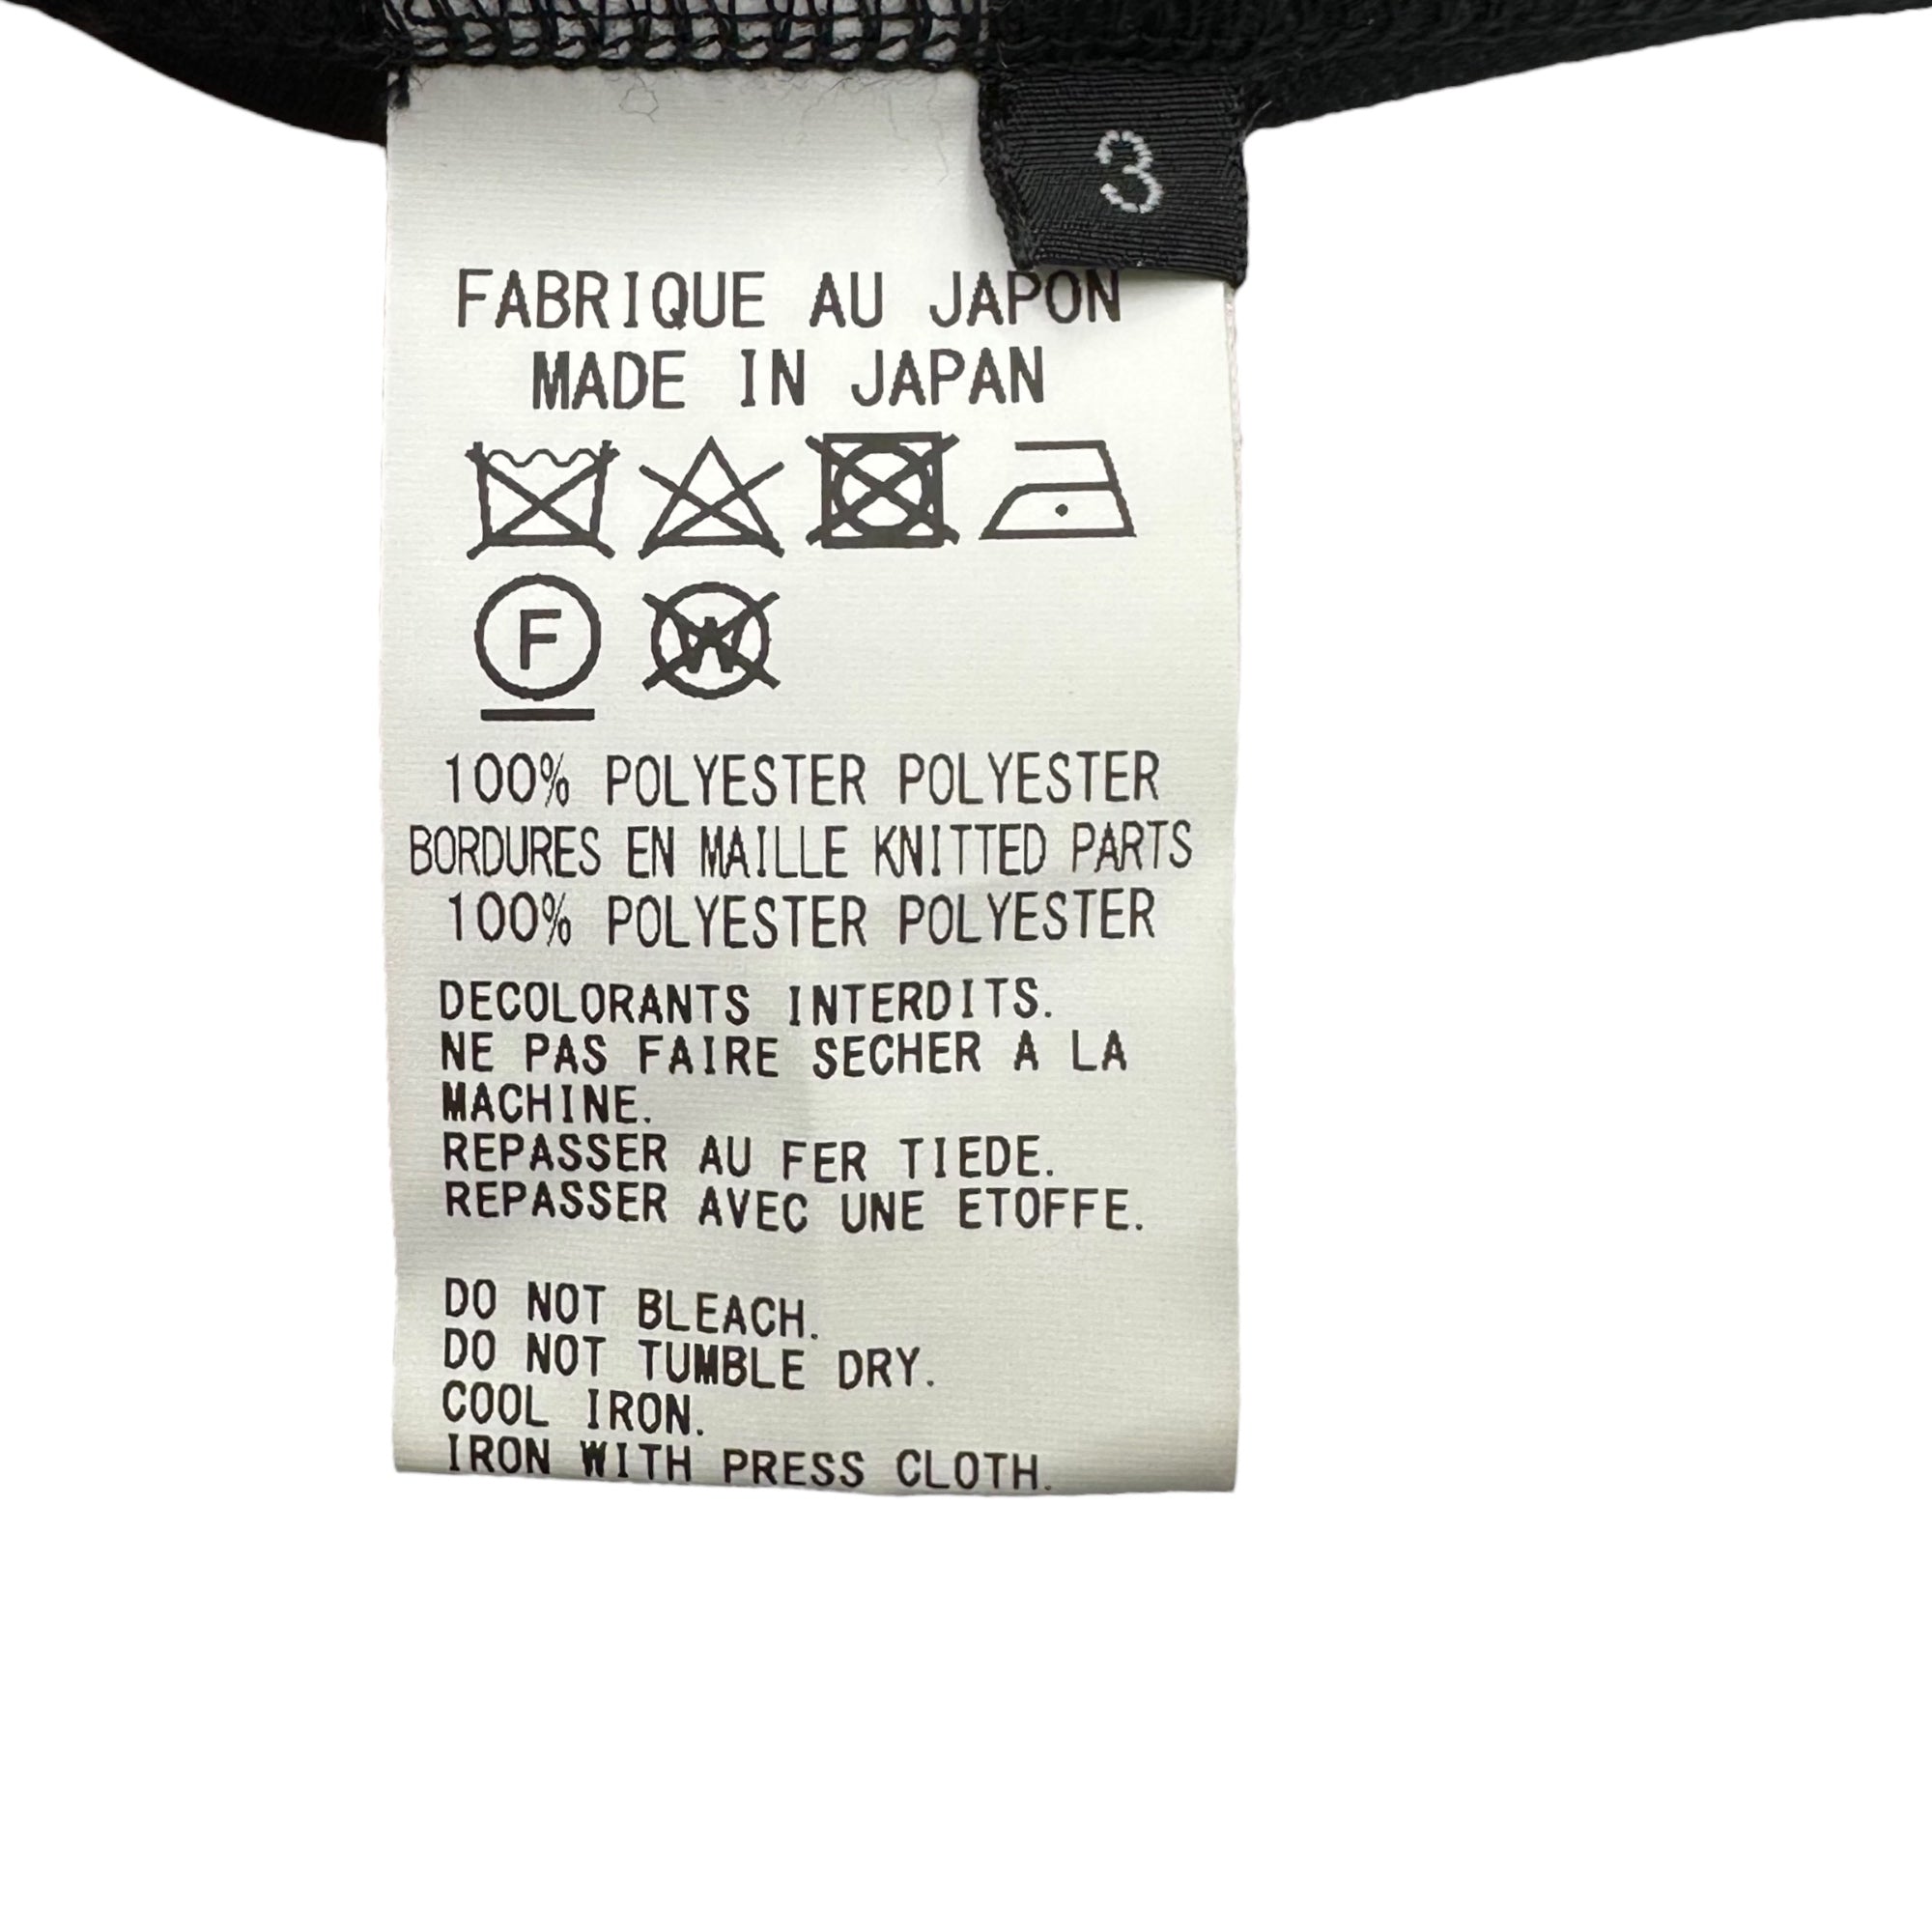 3
FABRIQUE AU JAPON
MADE IN JAPAN
F
W
100% POLYESTER POLYESTER
BORDURES EN MAILLE KNITTED PARTS
100% POLYESTER POLYESTER
DECOLORANTS INTERDITS.
NE PAS FAIRE SECHER A LA
MACHINE.
REPASSER AU FER TIEDE.
REPASSER AVEC UNE ETOFFE.
DO NOT BLEACH.
DO NOT TUMBLE DRY.
COOL IRON.
IRON WITH PRESS CLOTH.